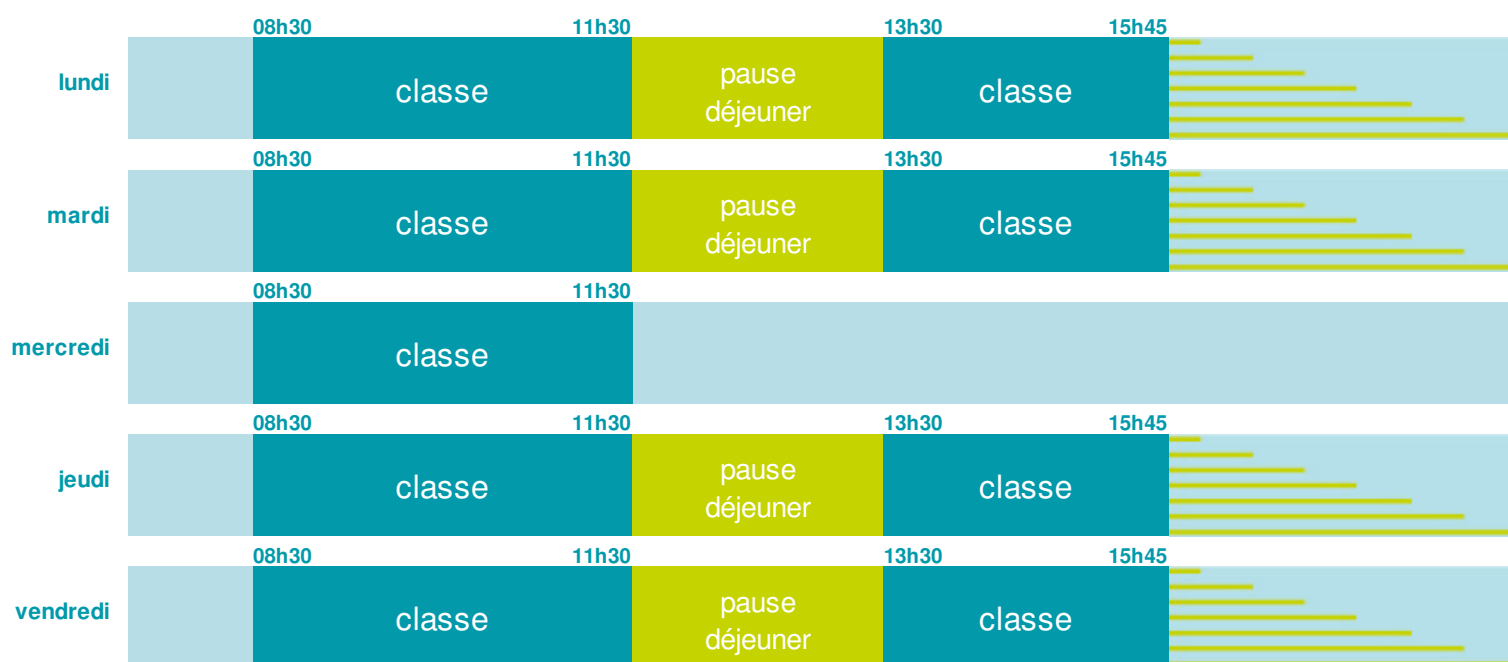 08h30 11h30 13h30 15h45
lundi classe pause déjeuner classe
08h30 11h30 13h30 15h45
mardi classe pause déjeuner classe
08h30 11h30
mercredi classe
08h30 11h30 13h30 15h45
jeudi classe pause déjeuner classe
08h30 11h30 13h30 15h45
vendredi classe pause déjeuner classe